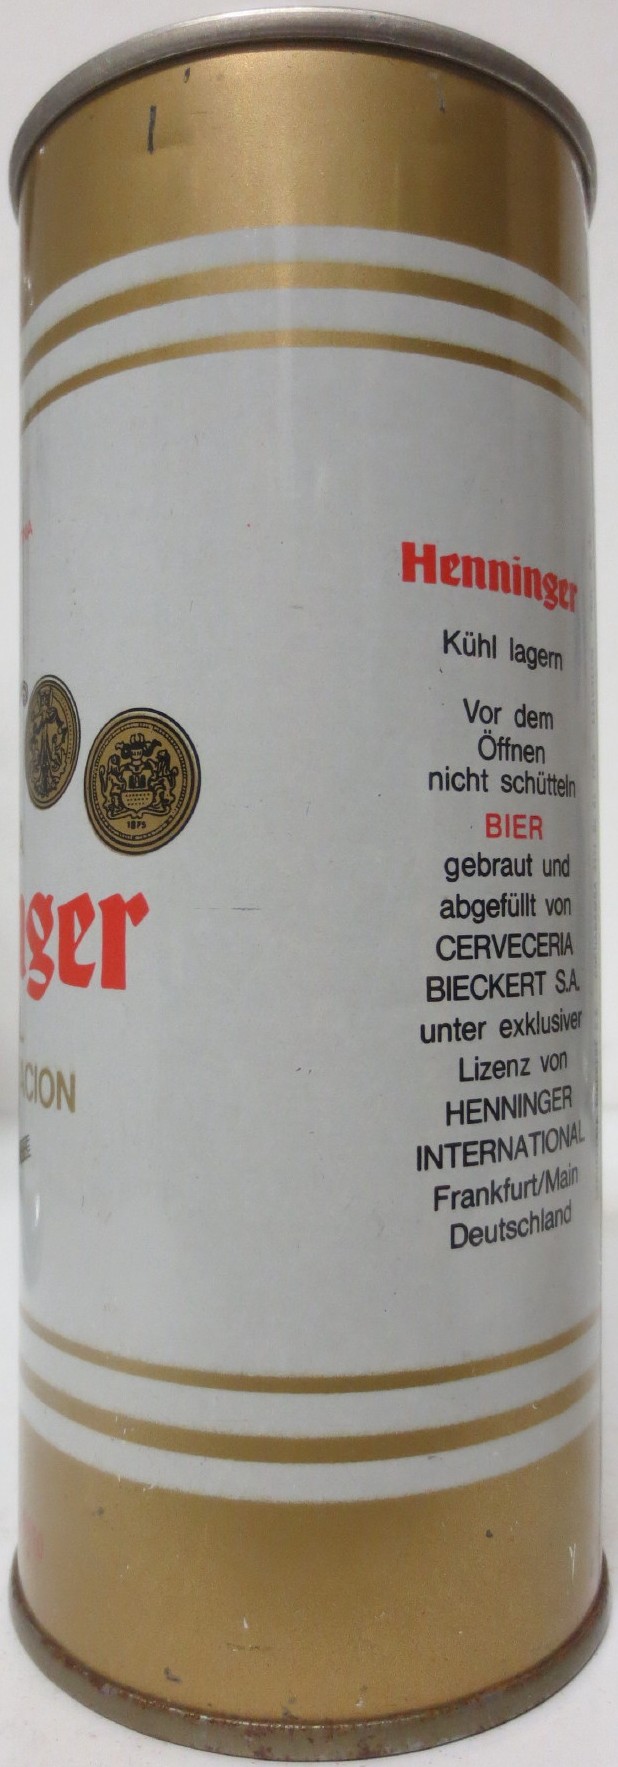 Henninger
Kühl lagern
Vor dem
Öffnen
nicht schütteln
BIER
gebraut und
abgefüllt von
CERVECERIA
BIECKERT S.A.
unter exklusiver
Lizenz von
HENNINGER
INTERNATIONAL
Frankfurt/Main
Deutschland
1875
nger
ACION